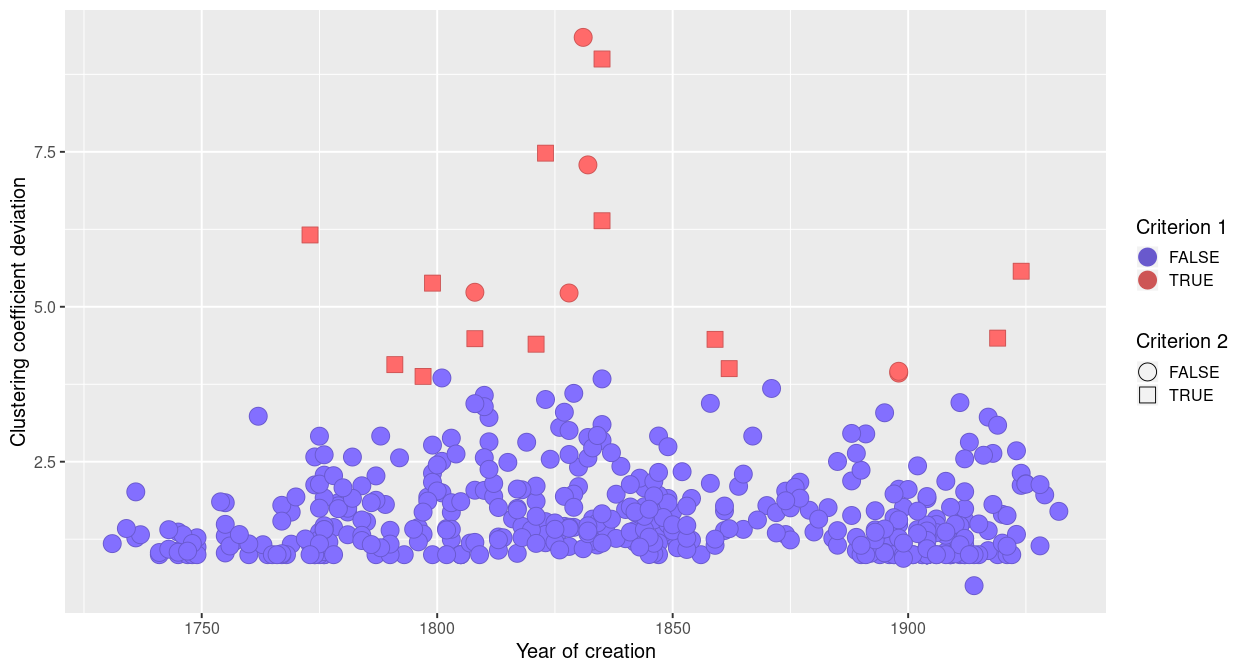 Clustering coefficient deviation
7.5
5.0
2.5
1750
1800
1850
1900
Year of creation
Criterion 1
FALSE
TRUE
Criterion 2
FALSE
TRUE